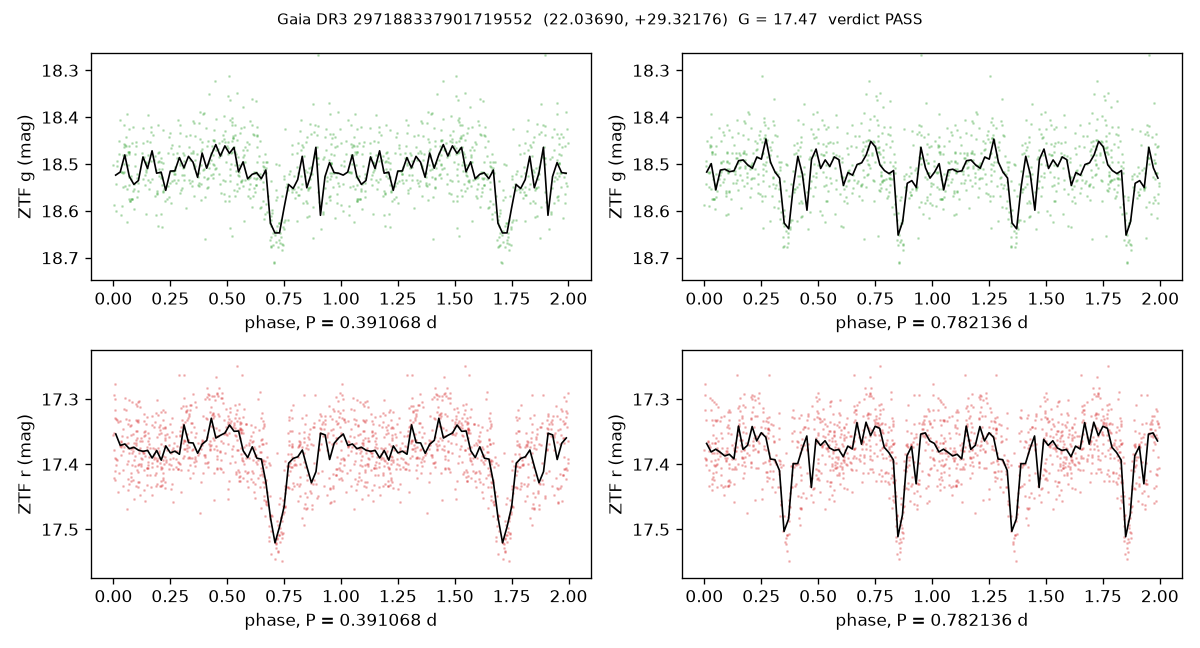 Gaia DR3 297188337901719552 (22.03690, +29.32176) G = 17.47 verdict PASS
ZTF g (mag)
18.3
18.4
18.5
18.6
18.7
0.00 0.25 0.50 0.75 1.00 1.25 1.50 1.75 2.00
phase, P = 0.391068 d
ZTF g (mag)
18.3
18.4
18.5
18.6
18.7
0.00 0.25 0.50 0.75 1.00 1.25 1.50 1.75 2.00
phase, P = 0.782136 d
ZTF r (mag)
17.3
17.4
17.5
0.00 0.25 0.50 0.75 1.00 1.25 1.50 1.75 2.00
phase, P = 0.391068 d
ZTF r (mag)
17.3
17.4
17.5
0.00 0.25 0.50 0.75 1.00 1.25 1.50 1.75 2.00
phase, P = 0.782136 d